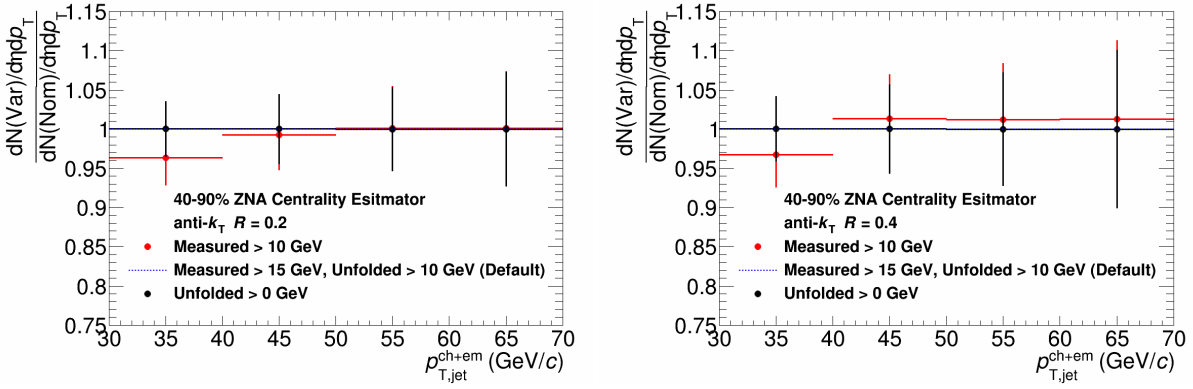 dN(Var)/dηdp_T
dN(Nom)/dηdp_T
1.15
1.1
1.05
1
0.95
0.9
0.85
0.8
0.75
40-90% ZNA Centrality Esitmator
anti-k_T R = 0.2
Measured > 10 GeV
Measured > 15 GeV, Unfolded > 10 GeV (Default)
Unfolded > 0 GeV
30 35 40 45 50 55 60 65 70
p_T,jet^ch+em (GeV/c)
dN(Var)/dηdp_T
dN(Nom)/dηdp_T
1.15
1.1
1.05
1
0.95
0.9
0.85
0.8
0.75
40-90% ZNA Centrality Esitmator
anti-k_T R = 0.4
Measured > 10 GeV
Measured > 15 GeV, Unfolded > 10 GeV (Default)
Unfolded > 0 GeV
30 35 40 45 50 55 60 65 70
p_T,jet^ch+em (GeV/c)